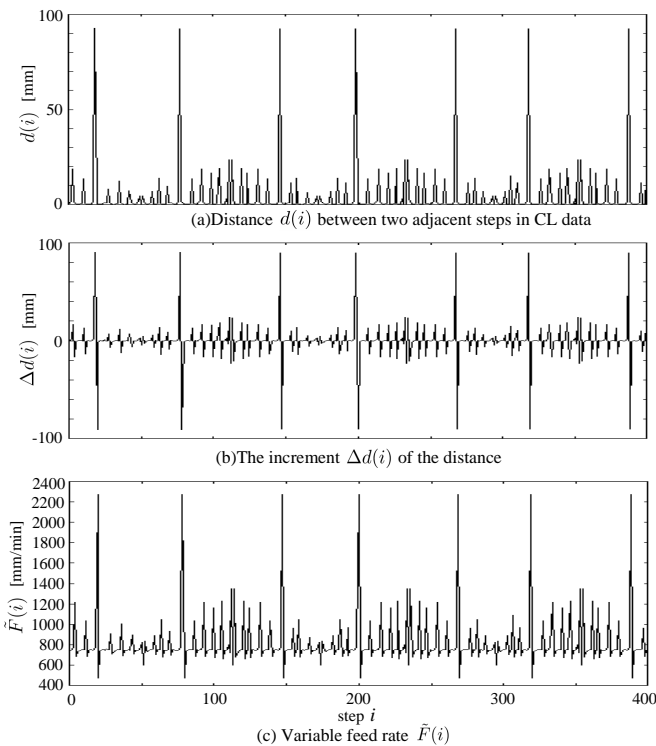 100
50
0
d(i) [mm]
(a)Distance d(i) between two adjacent steps in CL data
100
0
-100
Δd(i) [mm]
(b)The increment Δd(i) of the distance
2400
2200
2000
1800
1600
1400
1200
1000
800
600
400
F̃(i) [mm/min]
0 100 200 300 400
step i
(c) Variable feed rate F̃(i)